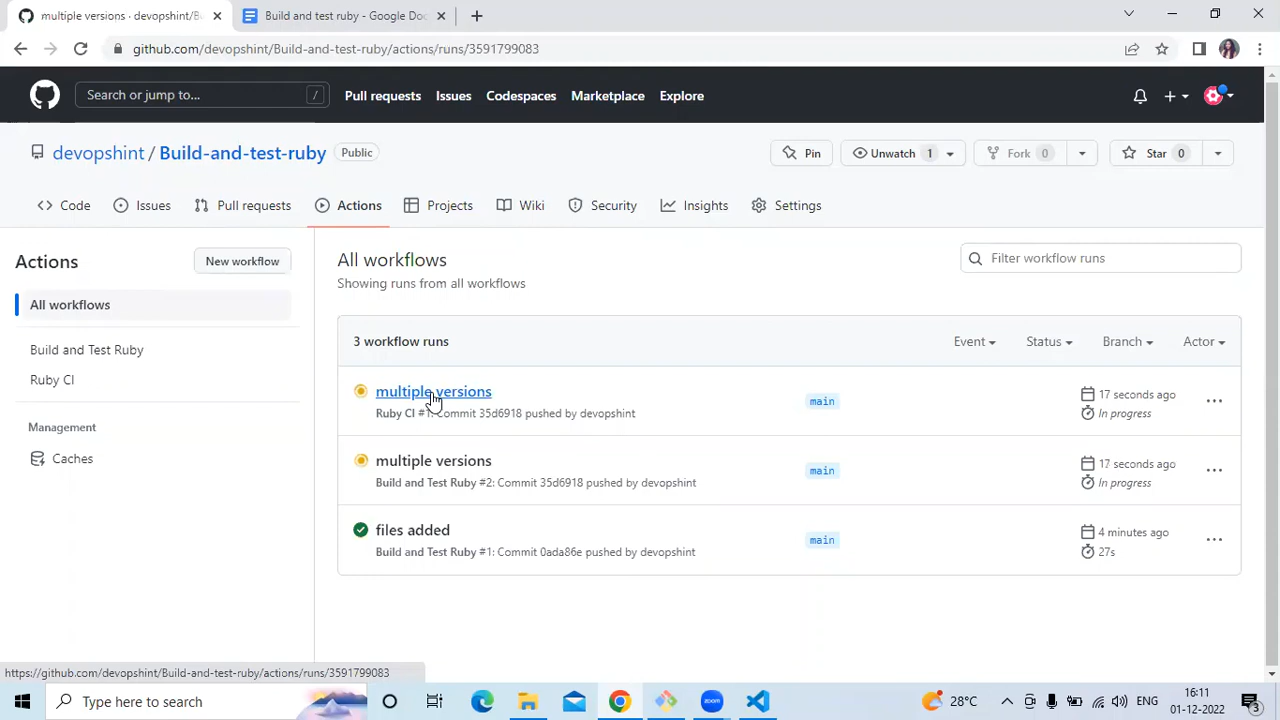 multiple versions · devopshint/B
Build and test ruby - Google Doc
github.com/devopshint/Build-and-test-ruby/actions/runs/3591799083
Search or jump to...
/
Pull requests
Issues
Codespaces
Marketplace
Explore
devopshint / Build-and-test-ruby
Public
Pin
Unwatch 1
Fork 0
Star 0
Code
Issues
Pull requests
Actions
Projects
Wiki
Security
Insights
Settings
Actions
New workflow
All workflows
Build and Test Ruby
Ruby CI
Management
Caches
All workflows
Showing runs from all workflows
Filter workflow runs
3 workflow runs
Event
Status
Branch
Actor
multiple versions
Ruby CI #1: Commit 35d6918 pushed by devopshint
main
17 seconds ago
In progress
multiple versions
Build and Test Ruby #2: Commit 35d6918 pushed by devopshint
main
17 seconds ago
In progress
files added
Build and Test Ruby #1: Commit 0ada86e pushed by devopshint
main
4 minutes ago
27s
https://github.com/devopshint/Build-and-test-ruby/actions/runs/3591799083
Type here to search
zoom
28°C
ENG
16:11
01-12-2022
3